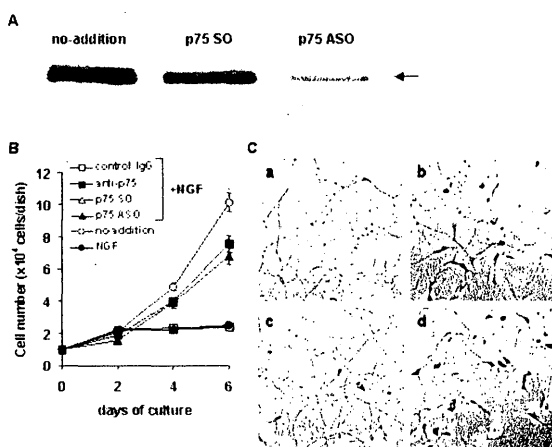 A
no-addition p75 SO p75 ASO
B
Cell number (x10⁴ cells/dish)
12
10
8
6
4
2
0
control IgG
anti-p75
p75 SO
p75 ASO
+NGF
no-addition
NGF
0 2 4 6
days of culture
C
a b
c d